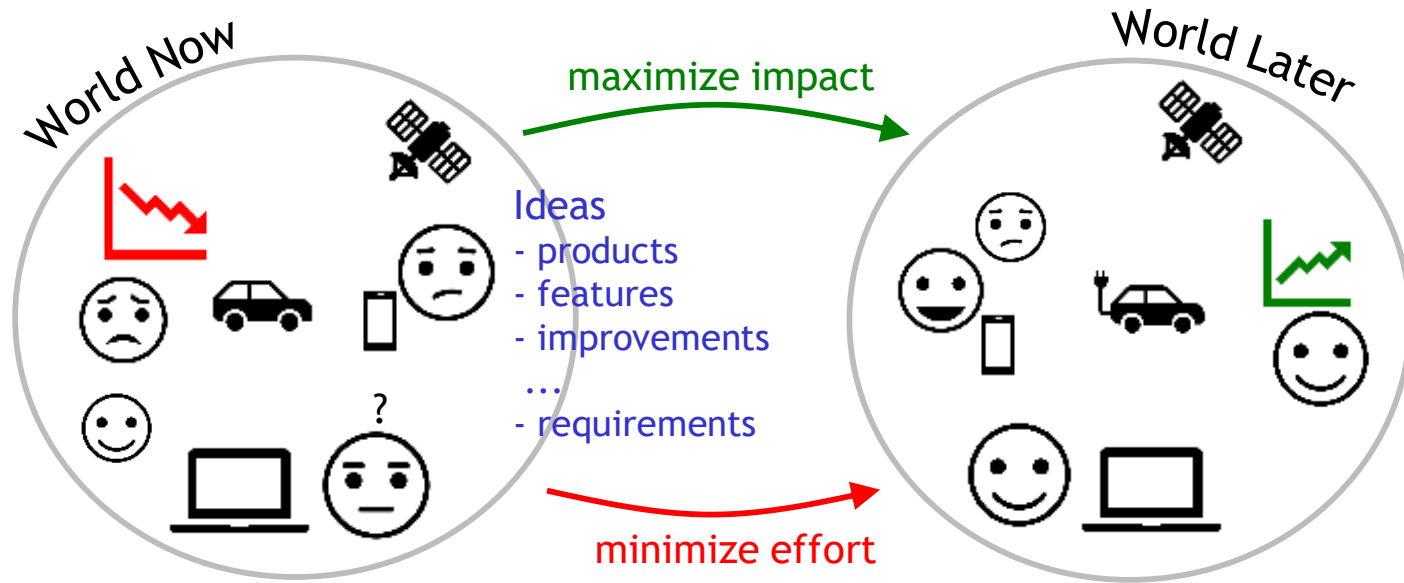 World Now
World Later
maximize impact
Ideas
- products
- features
- improvements
...
- requirements
?
minimize effort